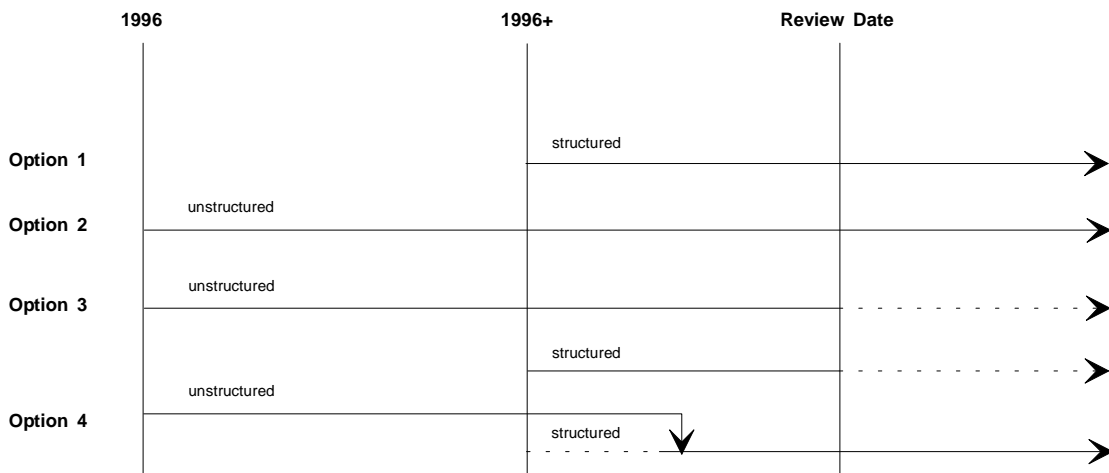 1996 1996+ Review Date
structured
Option 1
unstructured
Option 2
unstructured
Option 3
structured
unstructured
Option 4
structured